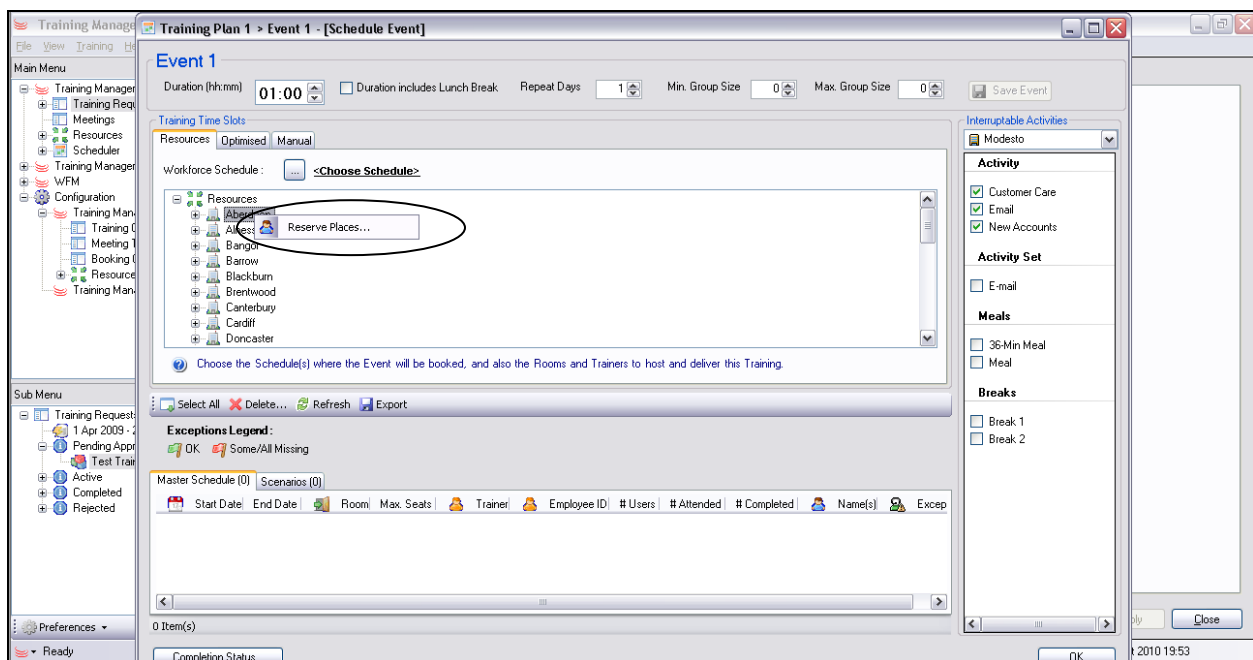 Training Manage
File View Training He
Main Menu
Training Manager
Training Requ
Meetings
Resources
Scheduler
Training Manager
WFM
Configuration
Training Man
Training
Meeting
Booking
Resource
Training Man
Sub Menu
Training Request
1 Apr 2009 - 2
Pending Appr
Test Train
Active
Completed
Rejected
Preferences
Ready
Training Plan 1 > Event 1 - [Schedule Event]
Event 1
Duration (hh:mm) 01:00 Duration includes Lunch Break Repeat Days 1 Min. Group Size 0 Max. Group Size 0 Save Event
Training Time Slots
Resources Optimised Manual
Workforce Schedule : ... <Choose Schedule>
Resources
Reserve Places...
Bangor
Barrow
Blackburn
Brentwood
Canterbury
Cardiff
Doncaster
Choose the Schedule(s) where the Event will be booked, and also the Rooms and Trainers to host and deliver this Training.
Select All Delete... Refresh Export
Exceptions Legend :
OK Some/All Missing
Master Schedule (0) Scenarios (0)
Start Date End Date Room Max. Seats Trainer Employee ID # Users # Attended # Completed Name(s) Excep
0 Item(s)
Completion Status
OK
Interruptable Activities
Modesto
Activity
Customer Care
Email
New Accounts
Activity Set
E-mail
Meals
36-Min Meal
Meal
Breaks
Break 1
Break 2
Close
2010 19:53